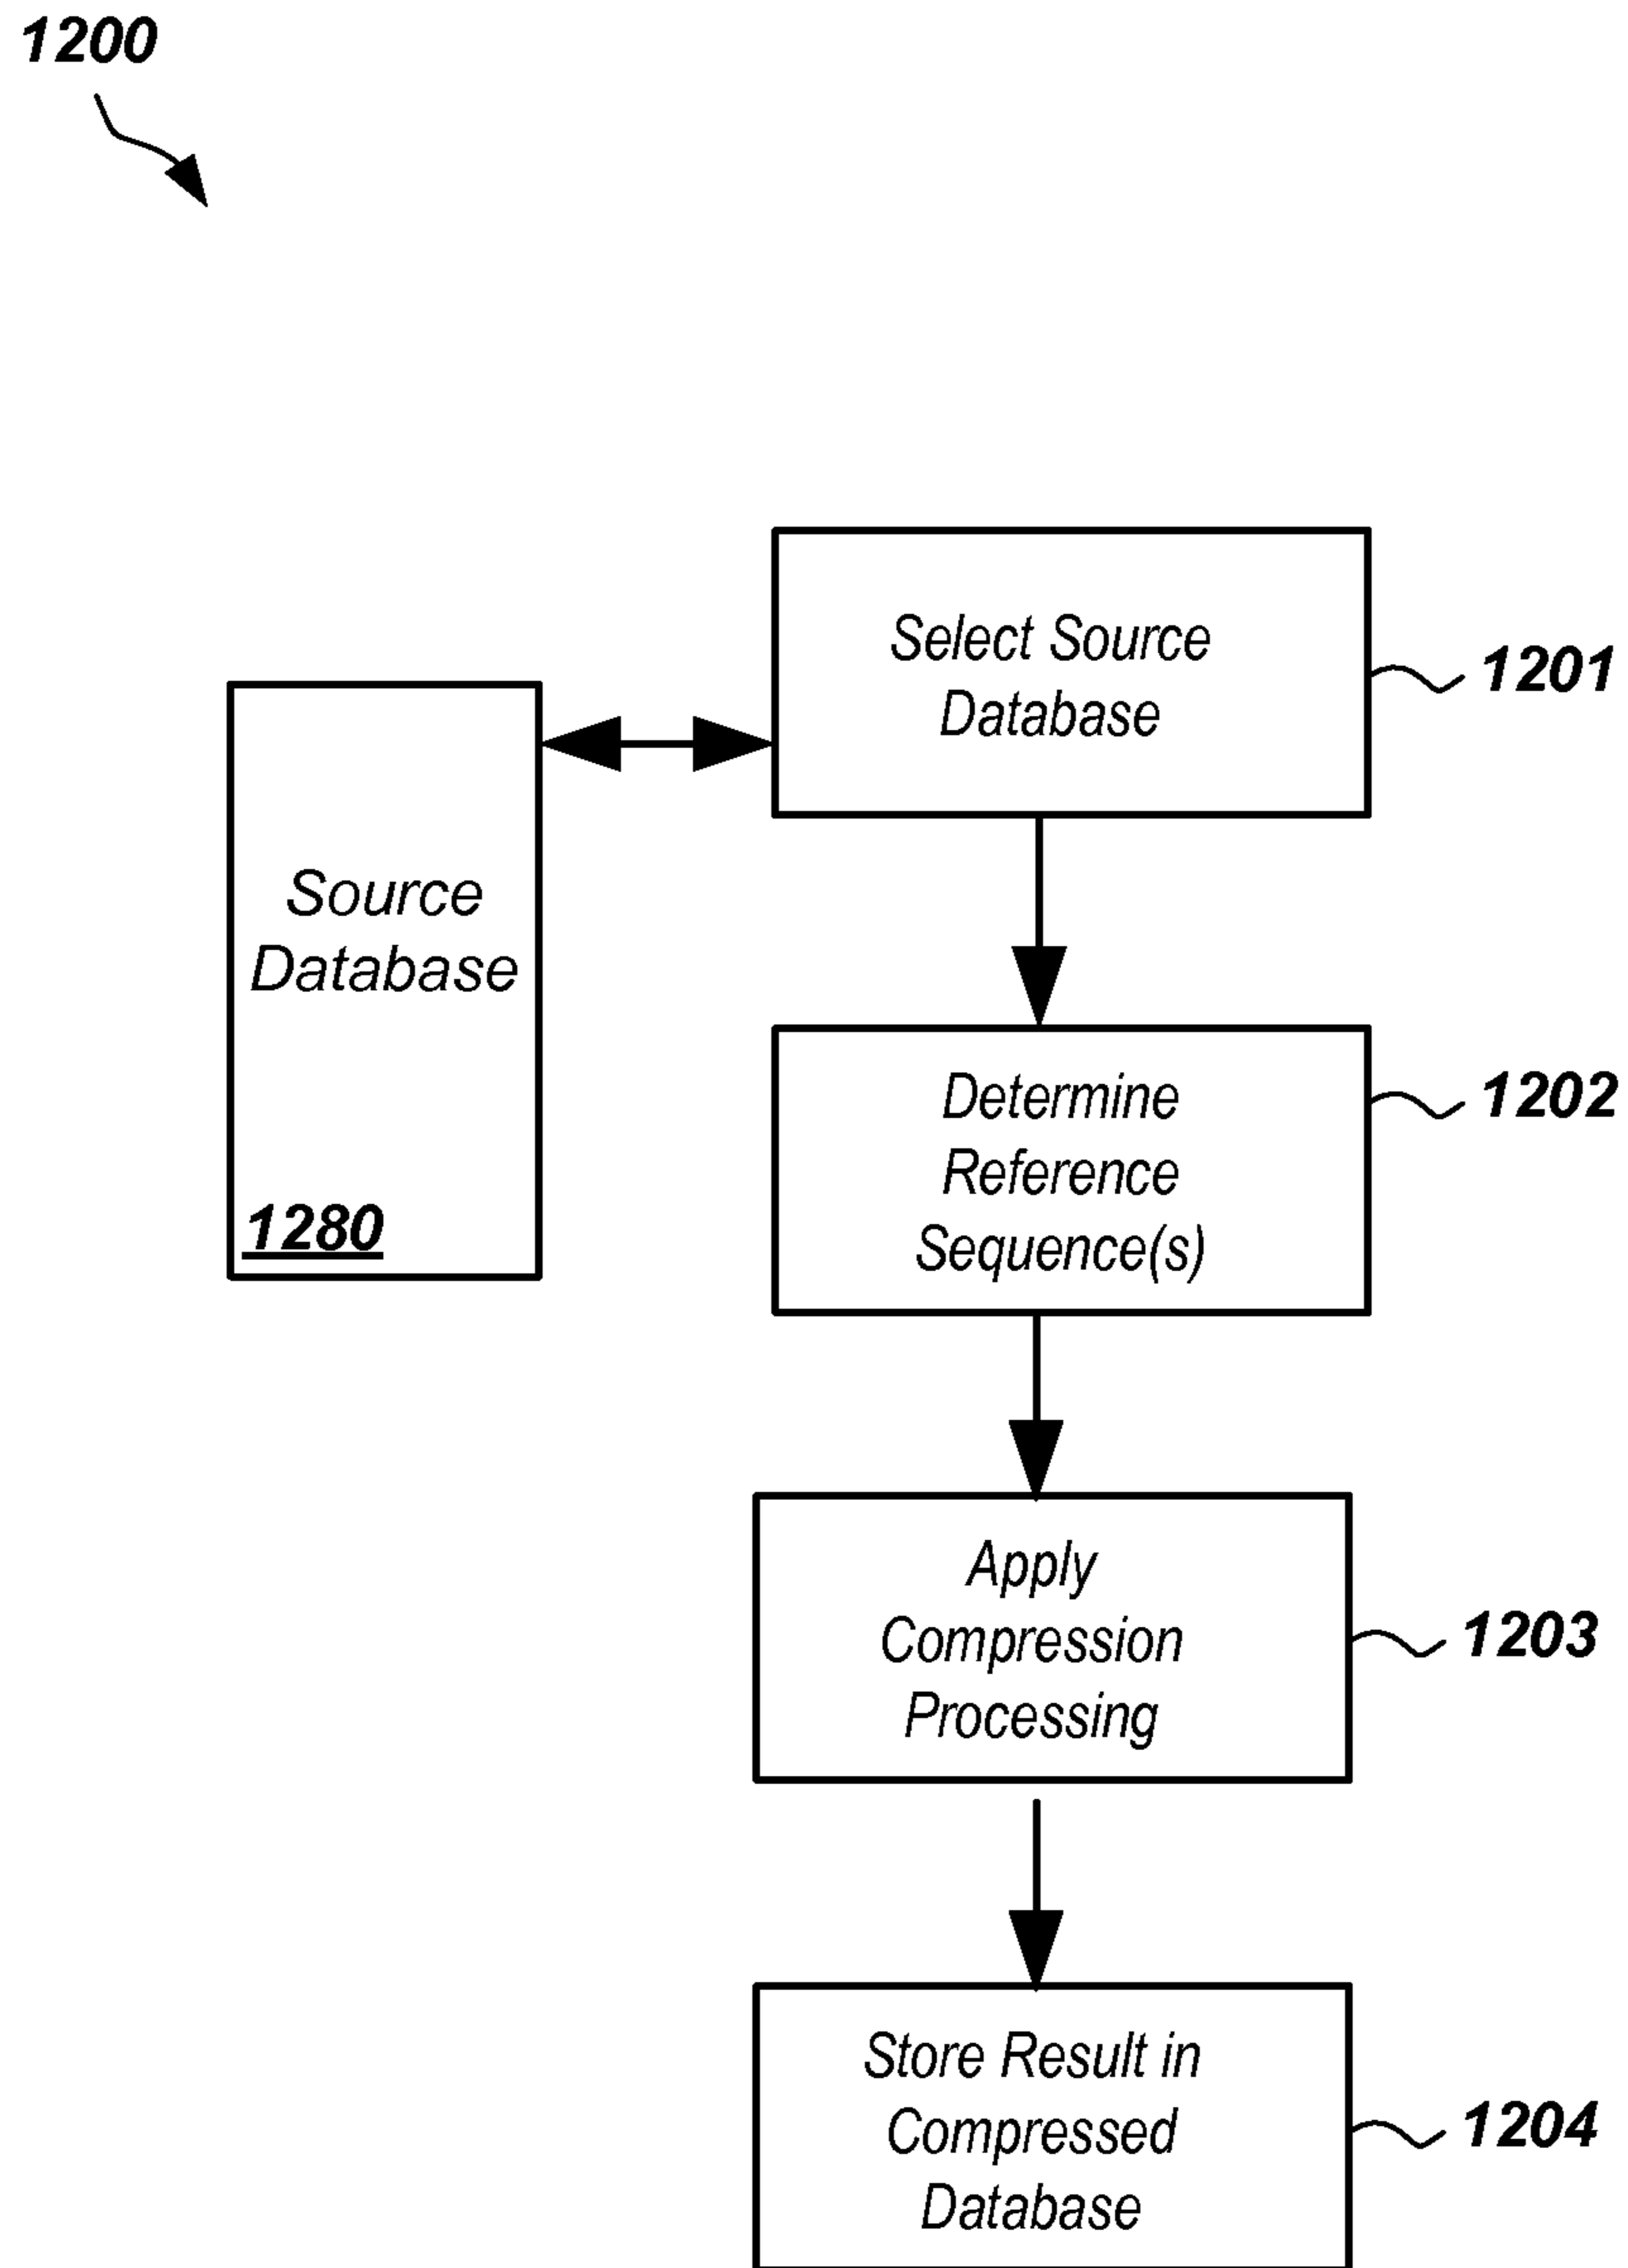 1200
Select Source
Database
1201
Source
Database
1280
Determine
Reference
Sequence(s)
1202
Apply
Compression
Processing
1203
Store Result in
Compressed
Database
1204